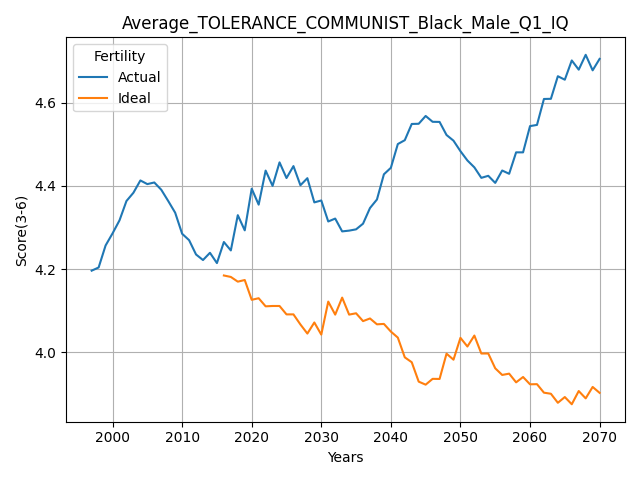 Average_TOLERANCE_COMMUNIST_Black_Male_Q1_IQ
Fertility
Actual
Ideal
Score(3-6)
4.6
4.4
4.2
4.0
2000 2010 2020 2030 2040 2050 2060 2070
Years